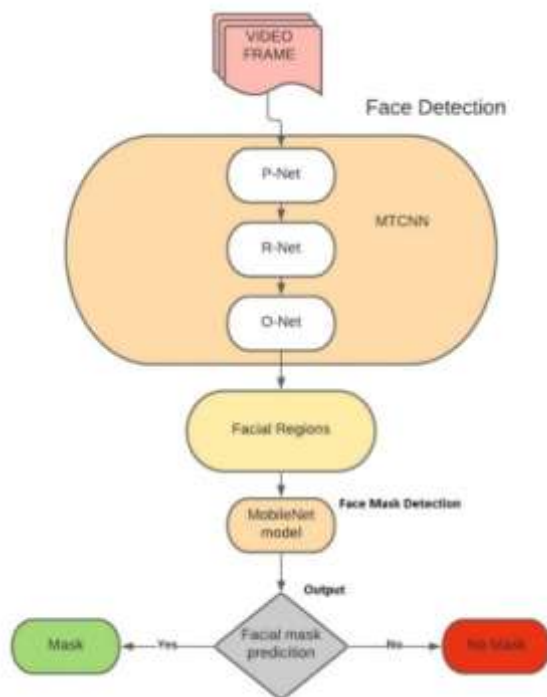 VIDEO
FRAME
Face Detection
P-Net
MTCNN
R-Net
O-Net
Facial Regions
Face Mask Detection
MobileNet
model
Output
Mask
Yes
Facial mask
predicition
No
No Mask